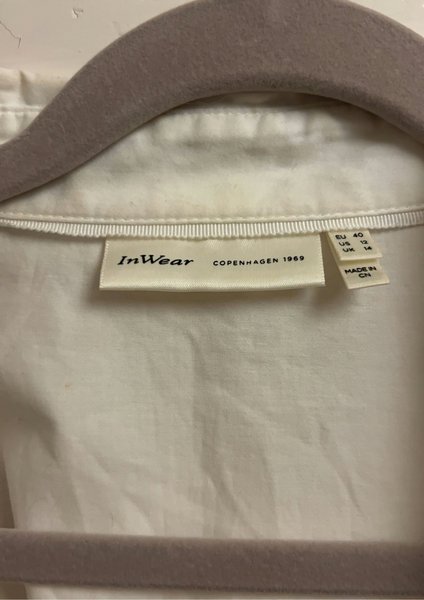 InWear COPENHAGEN 1969
EU 40
US 12
UK 14
MADE IN
CN